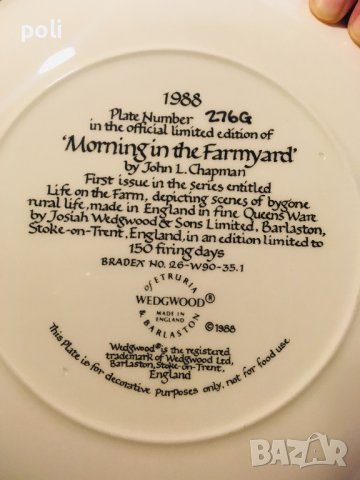 poli
1988
Plate Number 276G
in the official limited edition of
'Morning in the Farmyard'
by John L. Chapman
First issue in the series entitled
Life on the Farm, depicting scenes of bygone
rural life, made in England in fine Queens Ware
by Josiah Wedgwood & Sons Limited, Barlaston,
Stoke-on-Trent, England, in an edition limited to
150 firing days
BRADEX NO. 26-W90-35.1
of ETRURIA
WEDGWOOD®
MADE IN
ENGLAND
& BARLASTON
©1988
Wedgwood® is the registered
trademark of Wedgwood Ltd,
Barlaston, Stoke-on-Trent,
England
This Plate is for decorative purposes only, not for food use
BAZAR